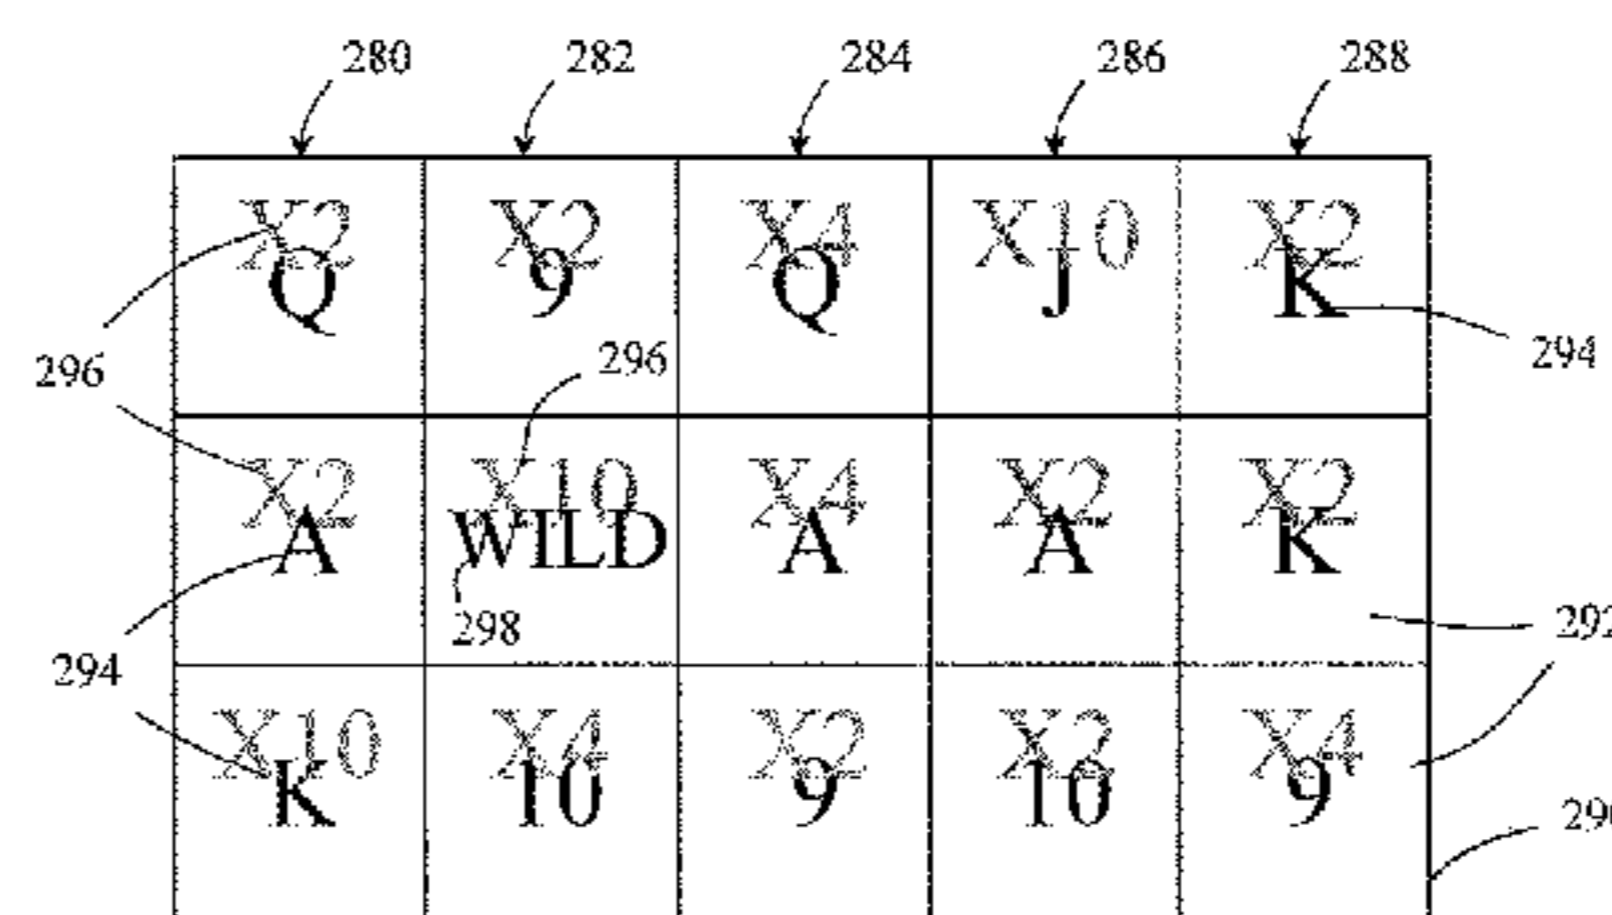 280 282 284 286 288
X2 X2 X4 X10 X2
Q 9 Q J K
296 296 294
X2 X10 X4 X2 X2
A WILD A A K
298 292
294
X10 X4 X2 X2 X4
K 10 9 10 9